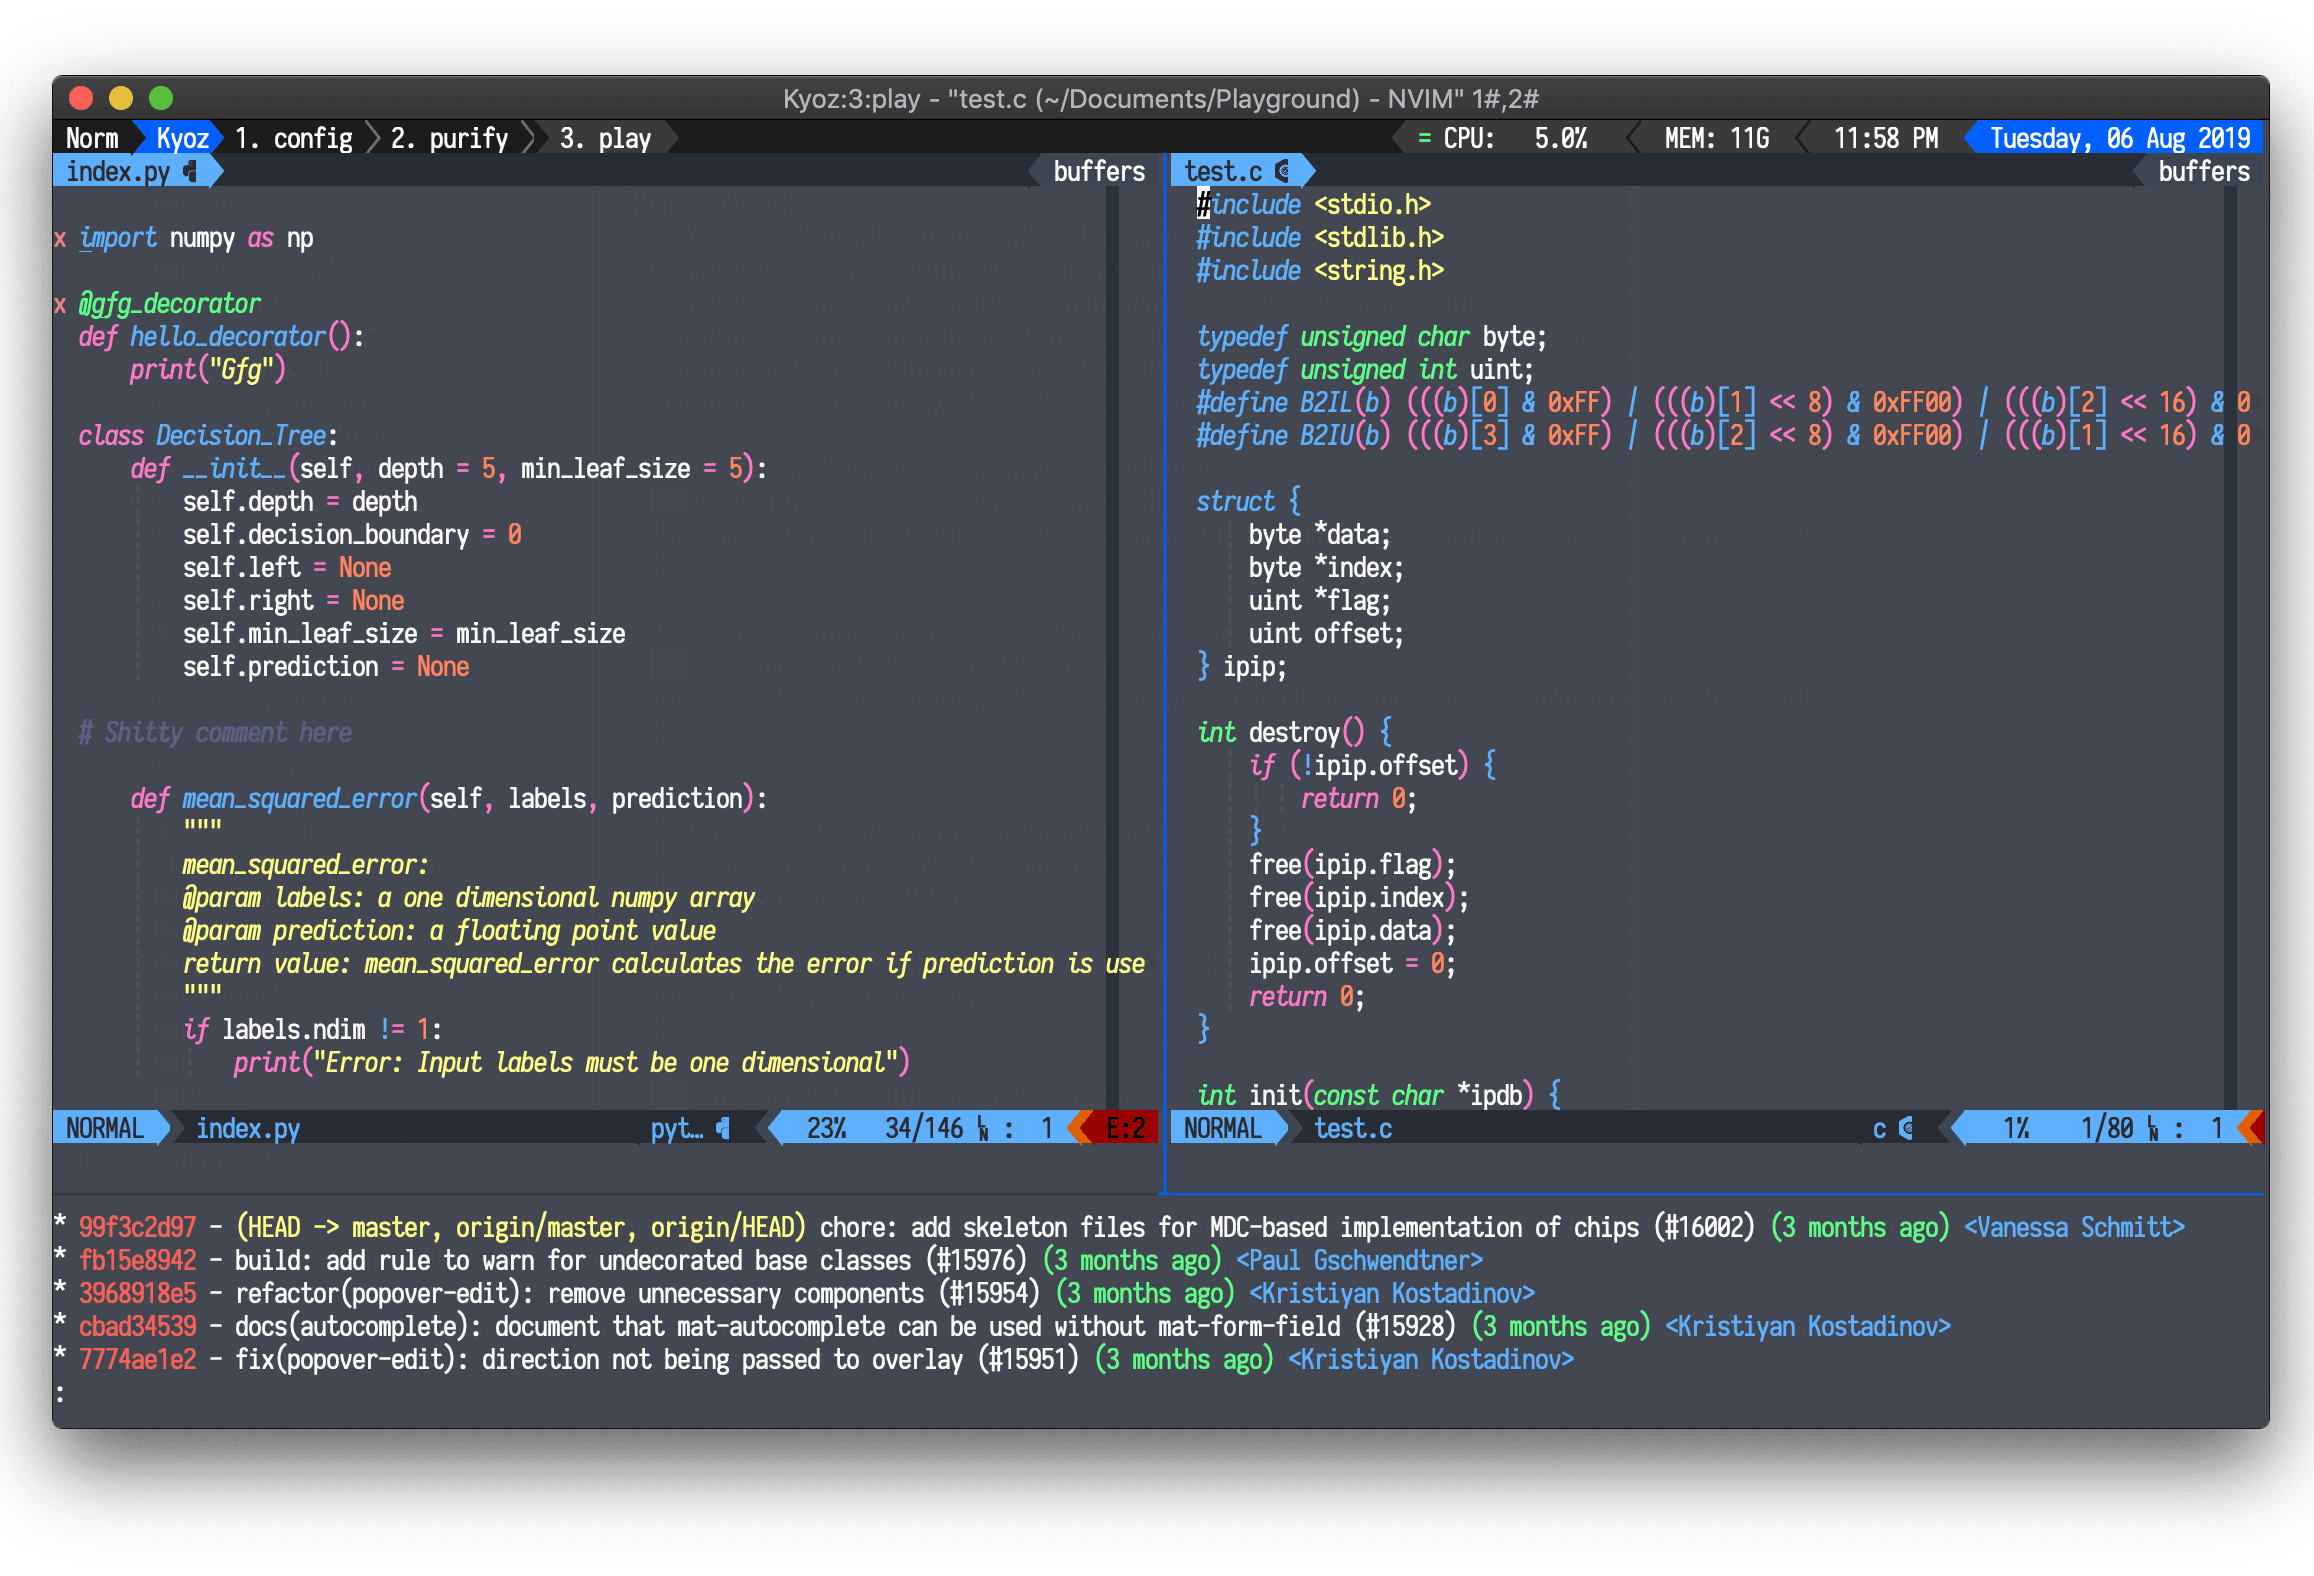 Kyoz:3:play - "test.c (~/Documents/Playground) - NVIM" 1#,2#
Norm Kyoz 1. config 2. purify 3. play = CPU: 5.0% MEM: 11G 11:58 PM Tuesday, 06 Aug 2019
index.py buffers
x import numpy as np
x @gfg_decorator
def hello_decorator():
print("Gfg")
class Decision_Tree:
def __init__(self, depth = 5, min_leaf_size = 5):
self.depth = depth
self.decision_boundary = 0
self.left = None
self.right = None
self.min_leaf_size = min_leaf_size
self.prediction = None
# Shitty comment here
def mean_squared_error(self, labels, prediction):
"""
mean_squared_error:
@param labels: a one dimensional numpy array
@param prediction: a floating point value
return value: mean_squared_error calculates the error if prediction is use
"""
if labels.ndim != 1:
print("Error: Input labels must be one dimensional")
NORMAL index.py pyt… 23% 34/146 LN : 1 E:2
test.c buffers
#include <stdio.h>
#include <stdlib.h>
#include <string.h>
typedef unsigned char byte;
typedef unsigned int uint;
#define B2IL(b) (((b)[0] & 0xFF) | (((b)[1] << 8) & 0xFF00) | (((b)[2] << 16) & 0
#define B2IU(b) (((b)[3] & 0xFF) | (((b)[2] << 8) & 0xFF00) | (((b)[1] << 16) & 0
struct {
byte *data;
byte *index;
uint *flag;
uint offset;
} ipip;
int destroy() {
if (!ipip.offset) {
return 0;
}
free(ipip.flag);
free(ipip.index);
free(ipip.data);
ipip.offset = 0;
return 0;
}
int init(const char *ipdb) {
NORMAL test.c c 1% 1/80 LN : 1
* 99f3c2d97 - (HEAD -> master, origin/master, origin/HEAD) chore: add skeleton files for MDC-based implementation of chips (#16002) (3 months ago) <Vanessa Schmitt>
* fb15e8942 - build: add rule to warn for undecorated base classes (#15976) (3 months ago) <Paul Gschwendtner>
* 3968918e5 - refactor(popover-edit): remove unnecessary components (#15954) (3 months ago) <Kristiyan Kostadinov>
* cbad34539 - docs(autocomplete): document that mat-autocomplete can be used without mat-form-field (#15928) (3 months ago) <Kristiyan Kostadinov>
* 7774ae1e2 - fix(popover-edit): direction not being passed to overlay (#15951) (3 months ago) <Kristiyan Kostadinov>
: